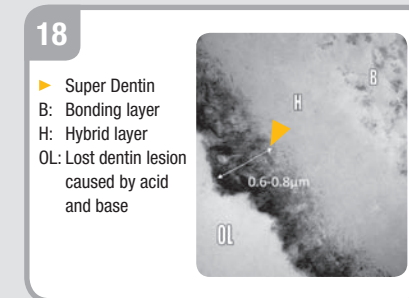 18
Super Dentin
B: Bonding layer
H: Hybrid layer
OL: Lost dentin lesion
caused by acid
and base
B
H
0.6-0.8μm
OL